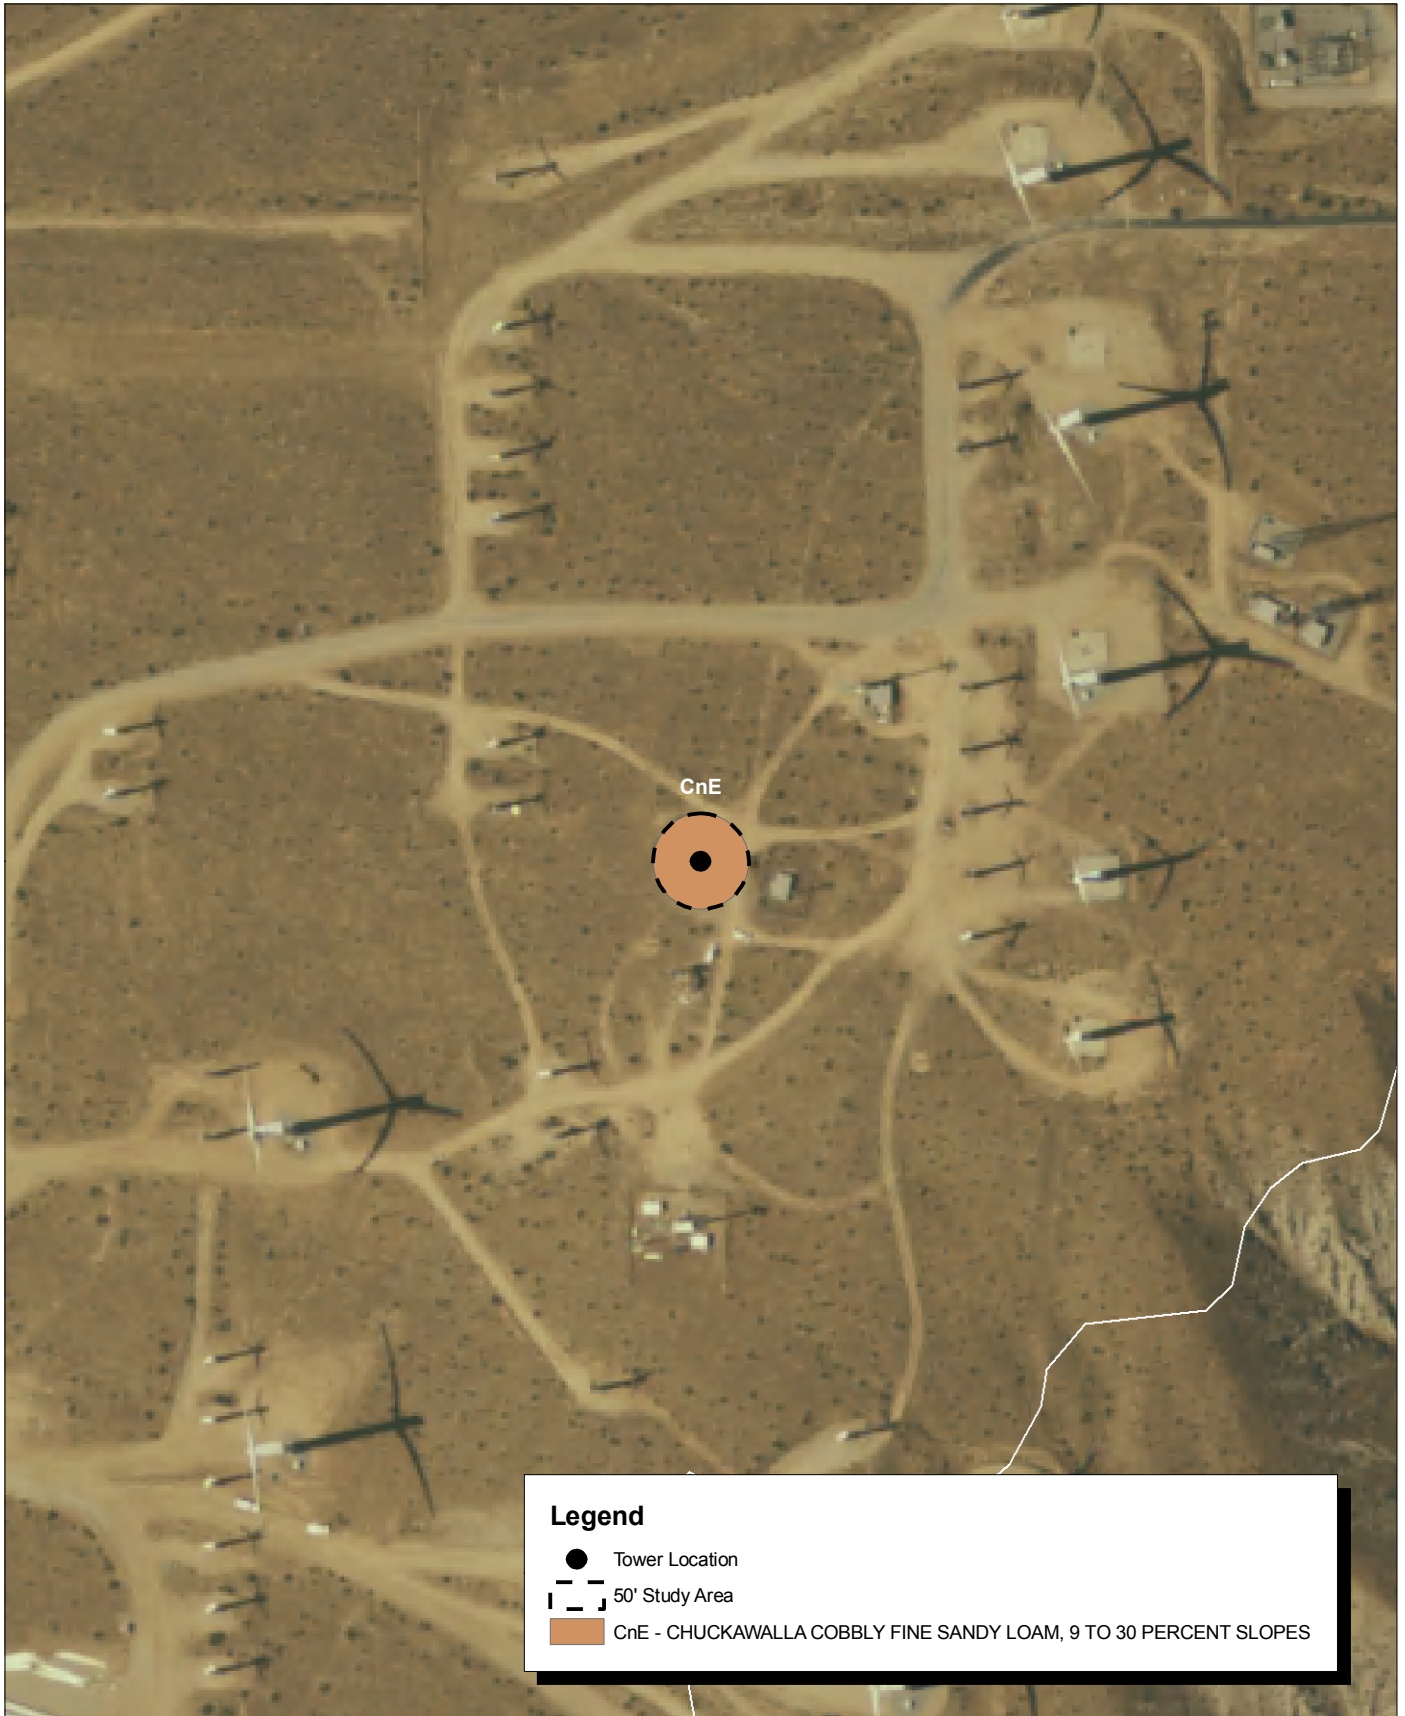 CnE
Legend
Tower Location
50' Study Area
CnE - CHUCKAWALLA COBBLY FINE SANDY LOAM, 9 TO 30 PERCENT SLOPES